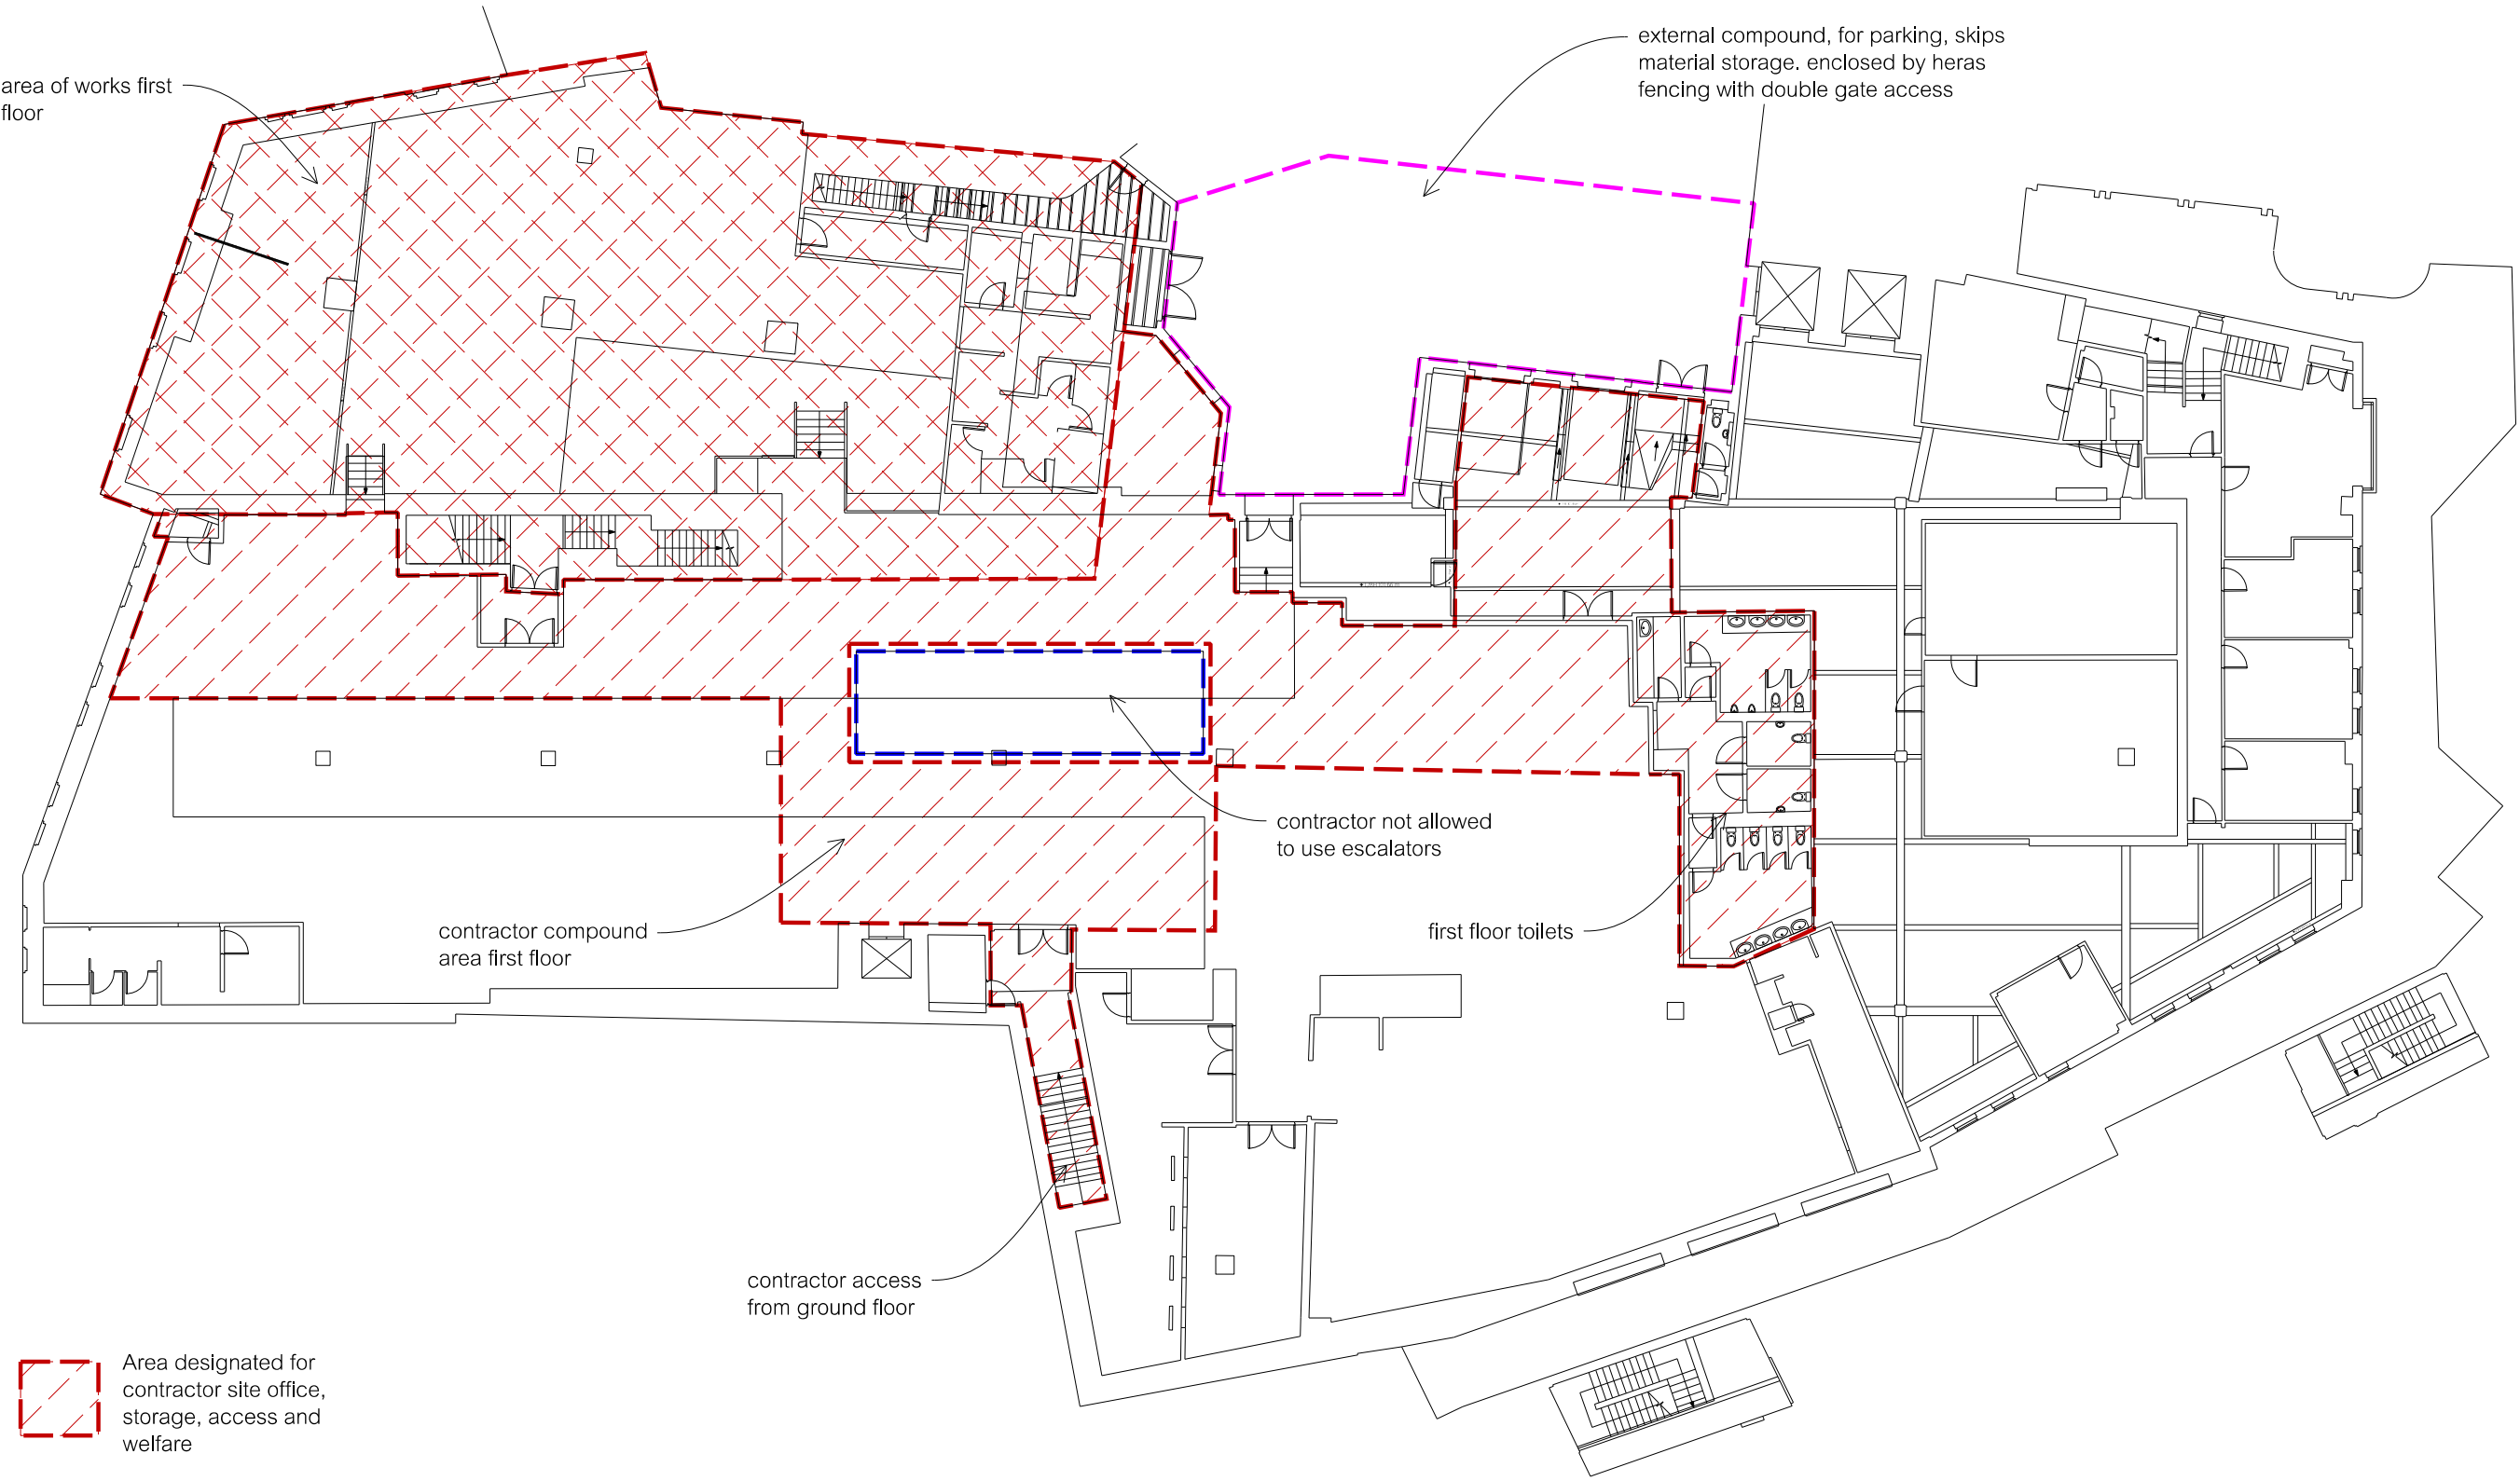 area of works first
floor
external compound, for parking, skips
material storage. enclosed by heras
fencing with double gate access
contractor not allowed
to use escalators
contractor compound
area first floor
first floor toilets
contractor access
from ground floor
Area designated for
contractor site office,
storage, access and
welfare